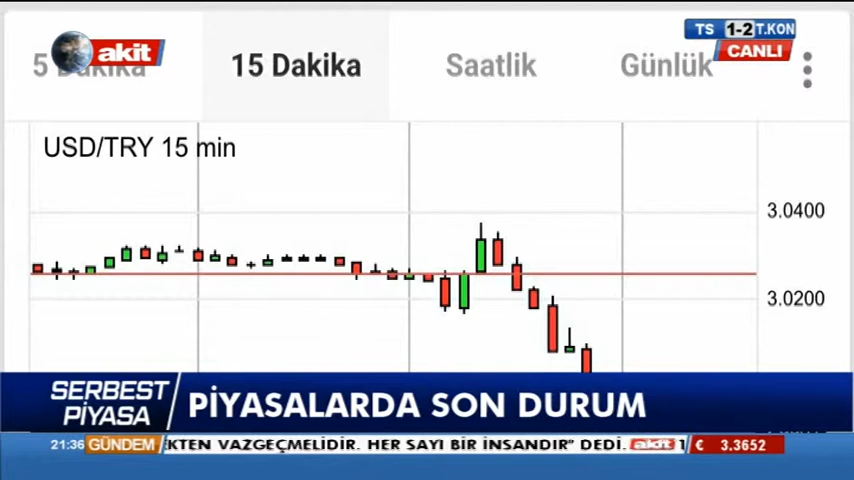 TS 1-2 T.KON
akit
CANLI
5 Dakika
15 Dakika
Saatlik
Günlük
USD/TRY 15 min
3.0400
3.0200
SERBEST
PİYASA
PİYASALARDA SON DURUM
21:36 GÜNDEM EKTEN VAZGEÇMELİDİR. HER SAYI BİR İNSANDIR" DEDİ. akit 1 € 3.3652